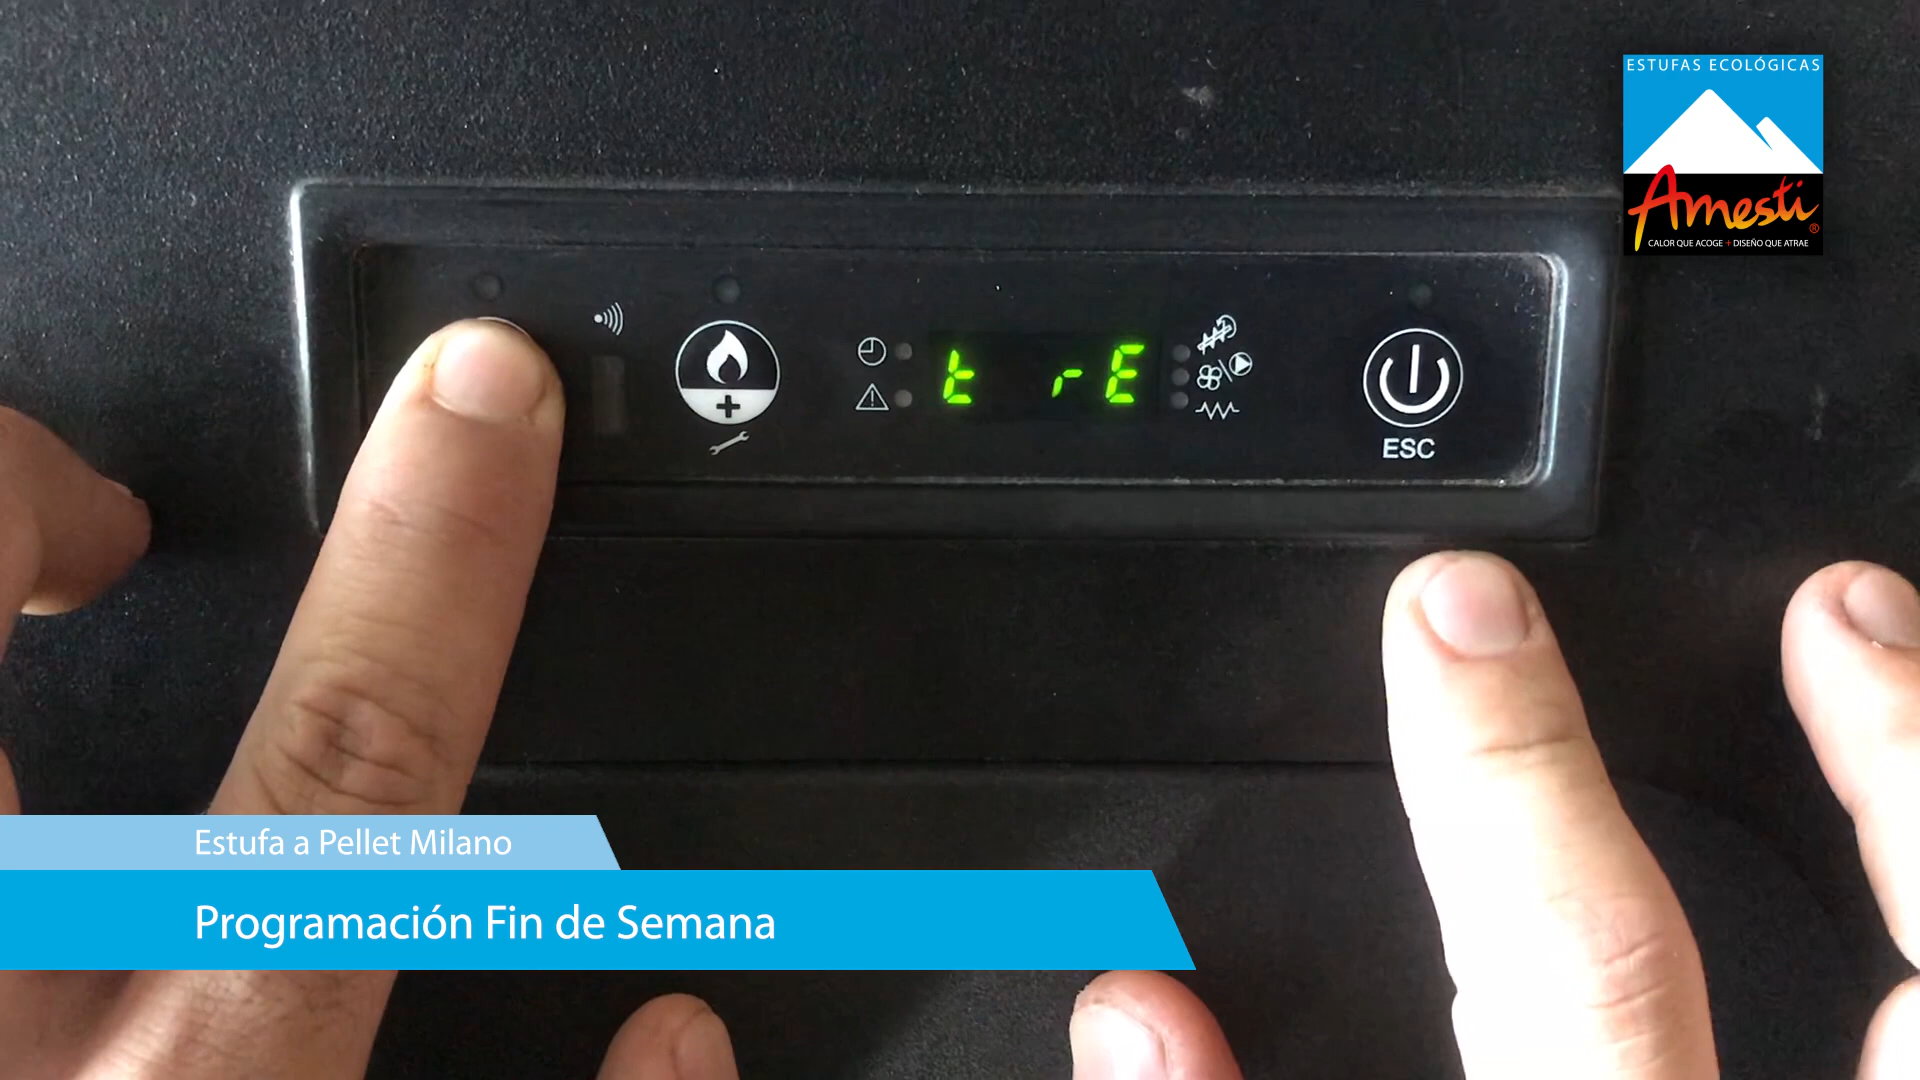 ESTUFAS ECOLÓGICAS
Amesti®
CALOR QUE ACOGE + DISEÑO QUE ATRAE
t rE
ESC
Estufa a Pellet Milano
Programación Fin de Semana